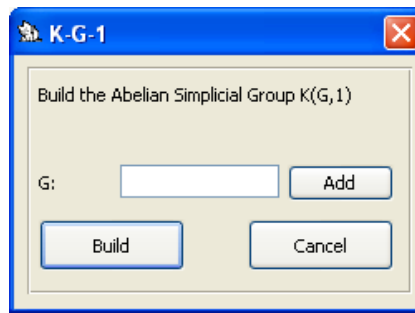 K-G-1
Build the Abelian Simplicial Group K(G,1)
G:
Add
Build
Cancel